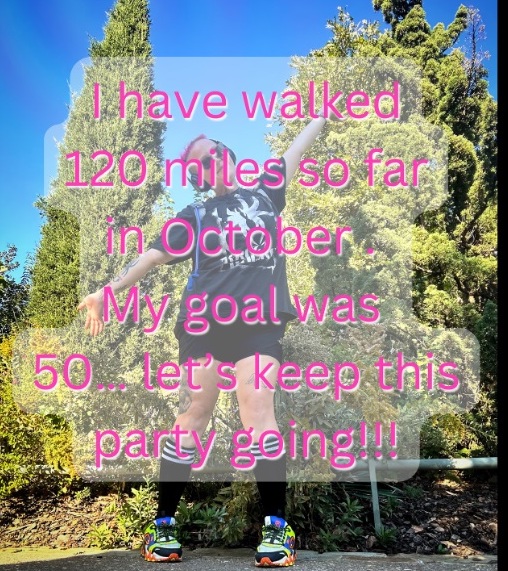 I have walked
120 miles so far
in October .
My goal was
50... let's keep this
party going!!!